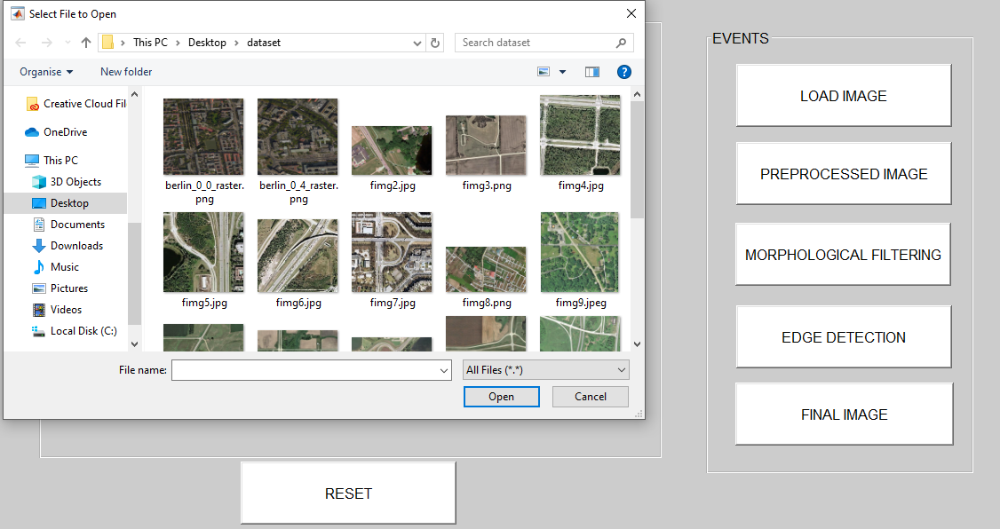 Select File to Open
This PC > Desktop > dataset
Search dataset
Organise
New folder
?
Creative Cloud Fil
OneDrive
This PC
3D Objects
Desktop
Documents
Downloads
Music
Pictures
Videos
Local Disk (C:)
berlin_0_0_raster.
png
berlin_0_4_raster.
png
fimg2.jpg
fimg3.png
fimg4.jpg
fimg5.jpg
fimg6.jpg
fimg7.jpg
fimg8.png
fimg9.jpeg
File name:
All Files (*.*)
Open
Cancel
EVENTS
LOAD IMAGE
PREPROCESSED IMAGE
MORPHOLOGICAL FILTERING
EDGE DETECTION
FINAL IMAGE
RESET